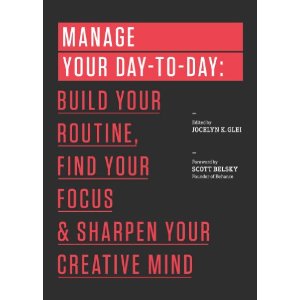 MANAGE
YOUR DAY-TO-DAY:
BUILD YOUR
ROUTINE,
FIND YOUR
FOCUS
& SHARPEN YOUR
CREATIVE MIND
–
Edited by
JOCELYN K. GLEI
–
Foreword by
SCOTT BELSKY
Founder of Behance